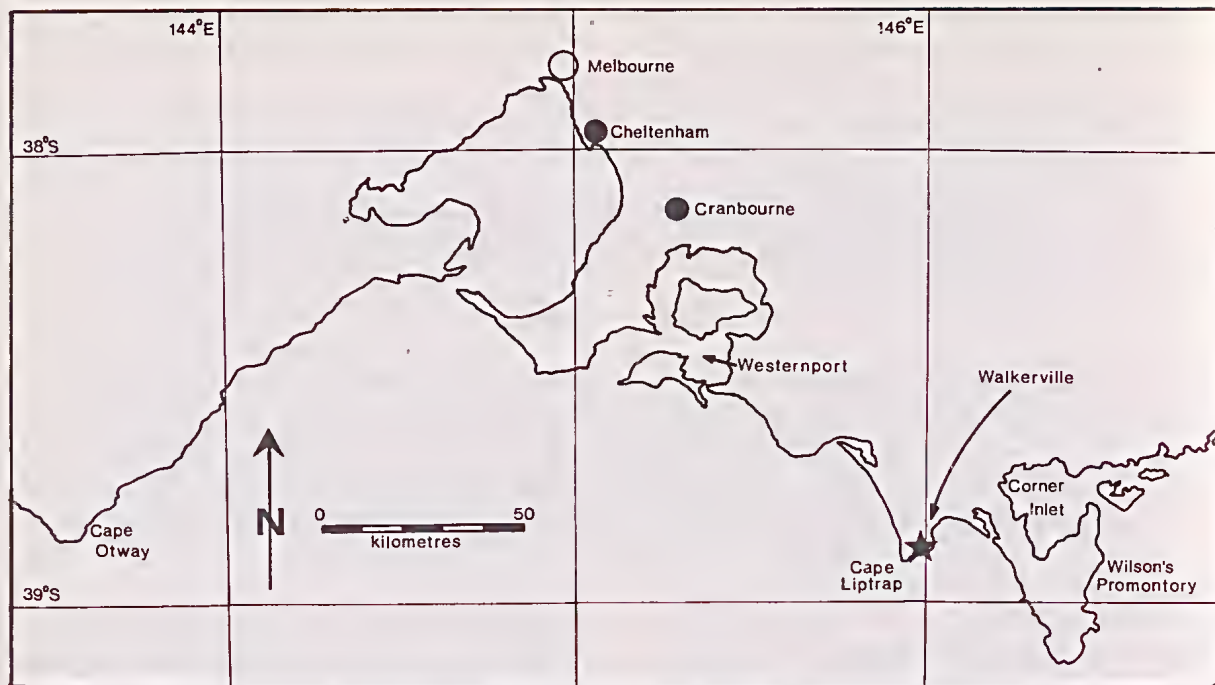 144°E
146°E
Melbourne
Cheltenham
38°S
Cranbourne
Westernport
Walkerville
Corner
Inlet
N
0
50
kilometres
Cape
Otway
Cape
Liptrap
Wilson's
Promontory
39°S